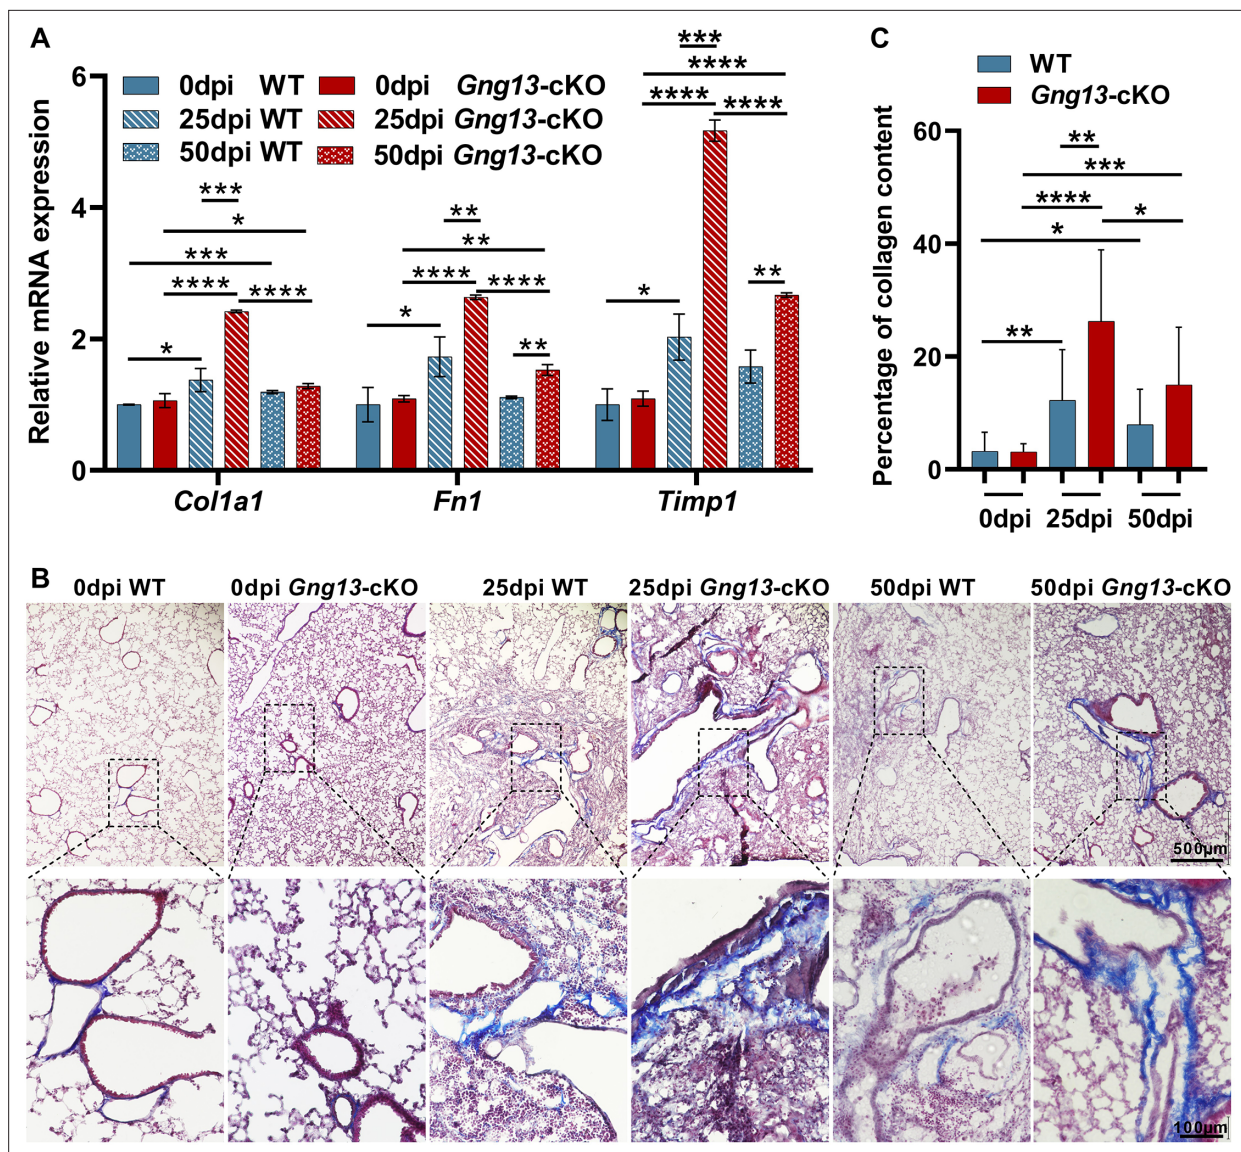 A
6
4
2
0
Relative mRNA expression
0dpi WT
0dpi Gng13-cKO
25dpi WT
25dpi Gng13-cKO
50dpi WT
50dpi Gng13-cKO
***
*
***
****
****
*
**
**
****
****
*
**
***
****
****
****
*
**
Col1a1
Fn1
Timp1
C
WT
Gng13-cKO
60
40
20
0
Percentage of collagen content
**
***
****
*
*
**
0dpi
25dpi
50dpi
B
0dpi WT
0dpi Gng13-cKO
25dpi WT
25dpi Gng13-cKO
50dpi WT
50dpi Gng13-cKO
500μm
100μm